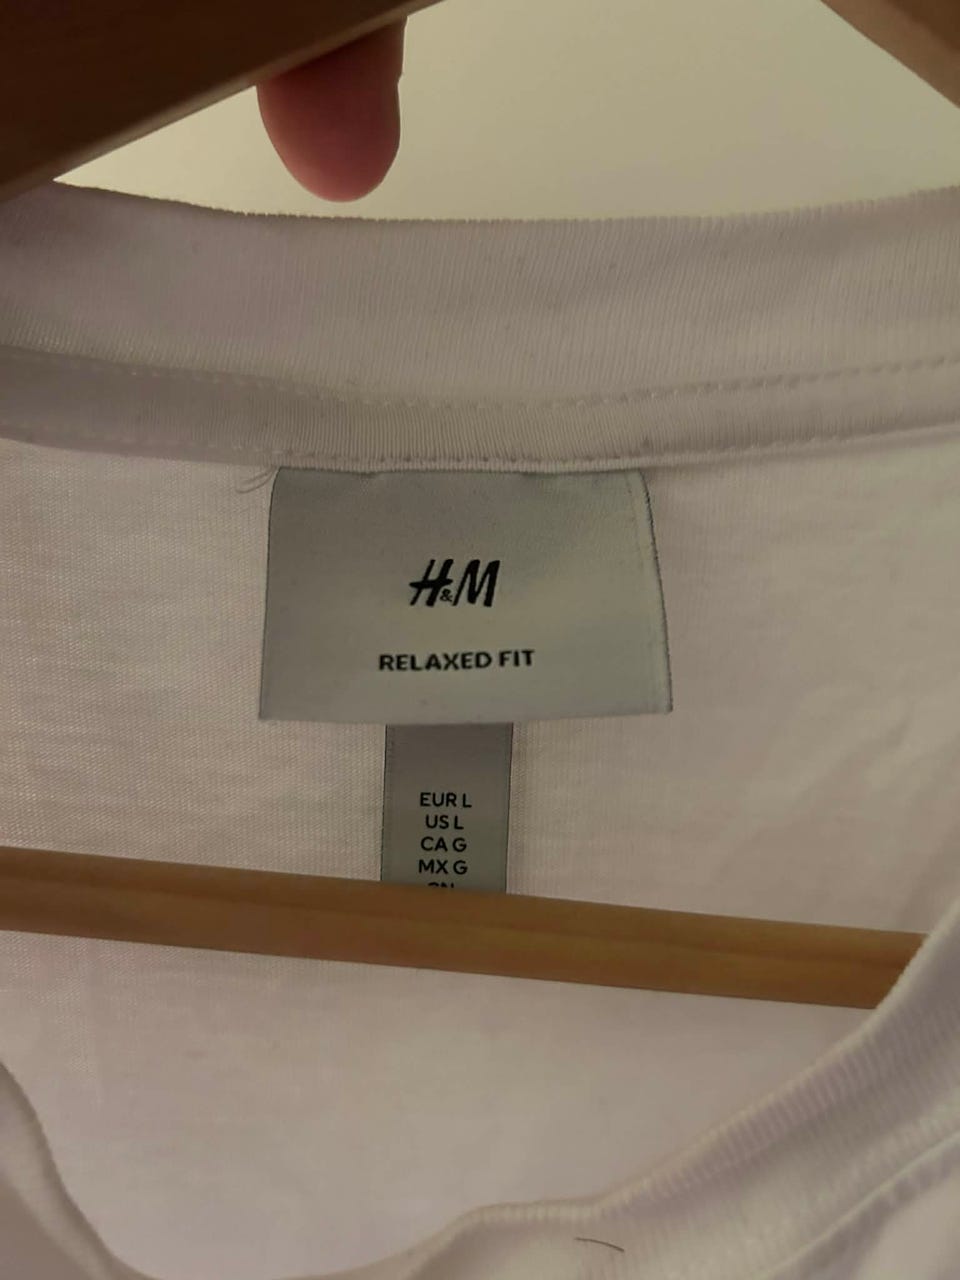 H&M
RELAXED FIT
EUR L
US L
CA G
MX G